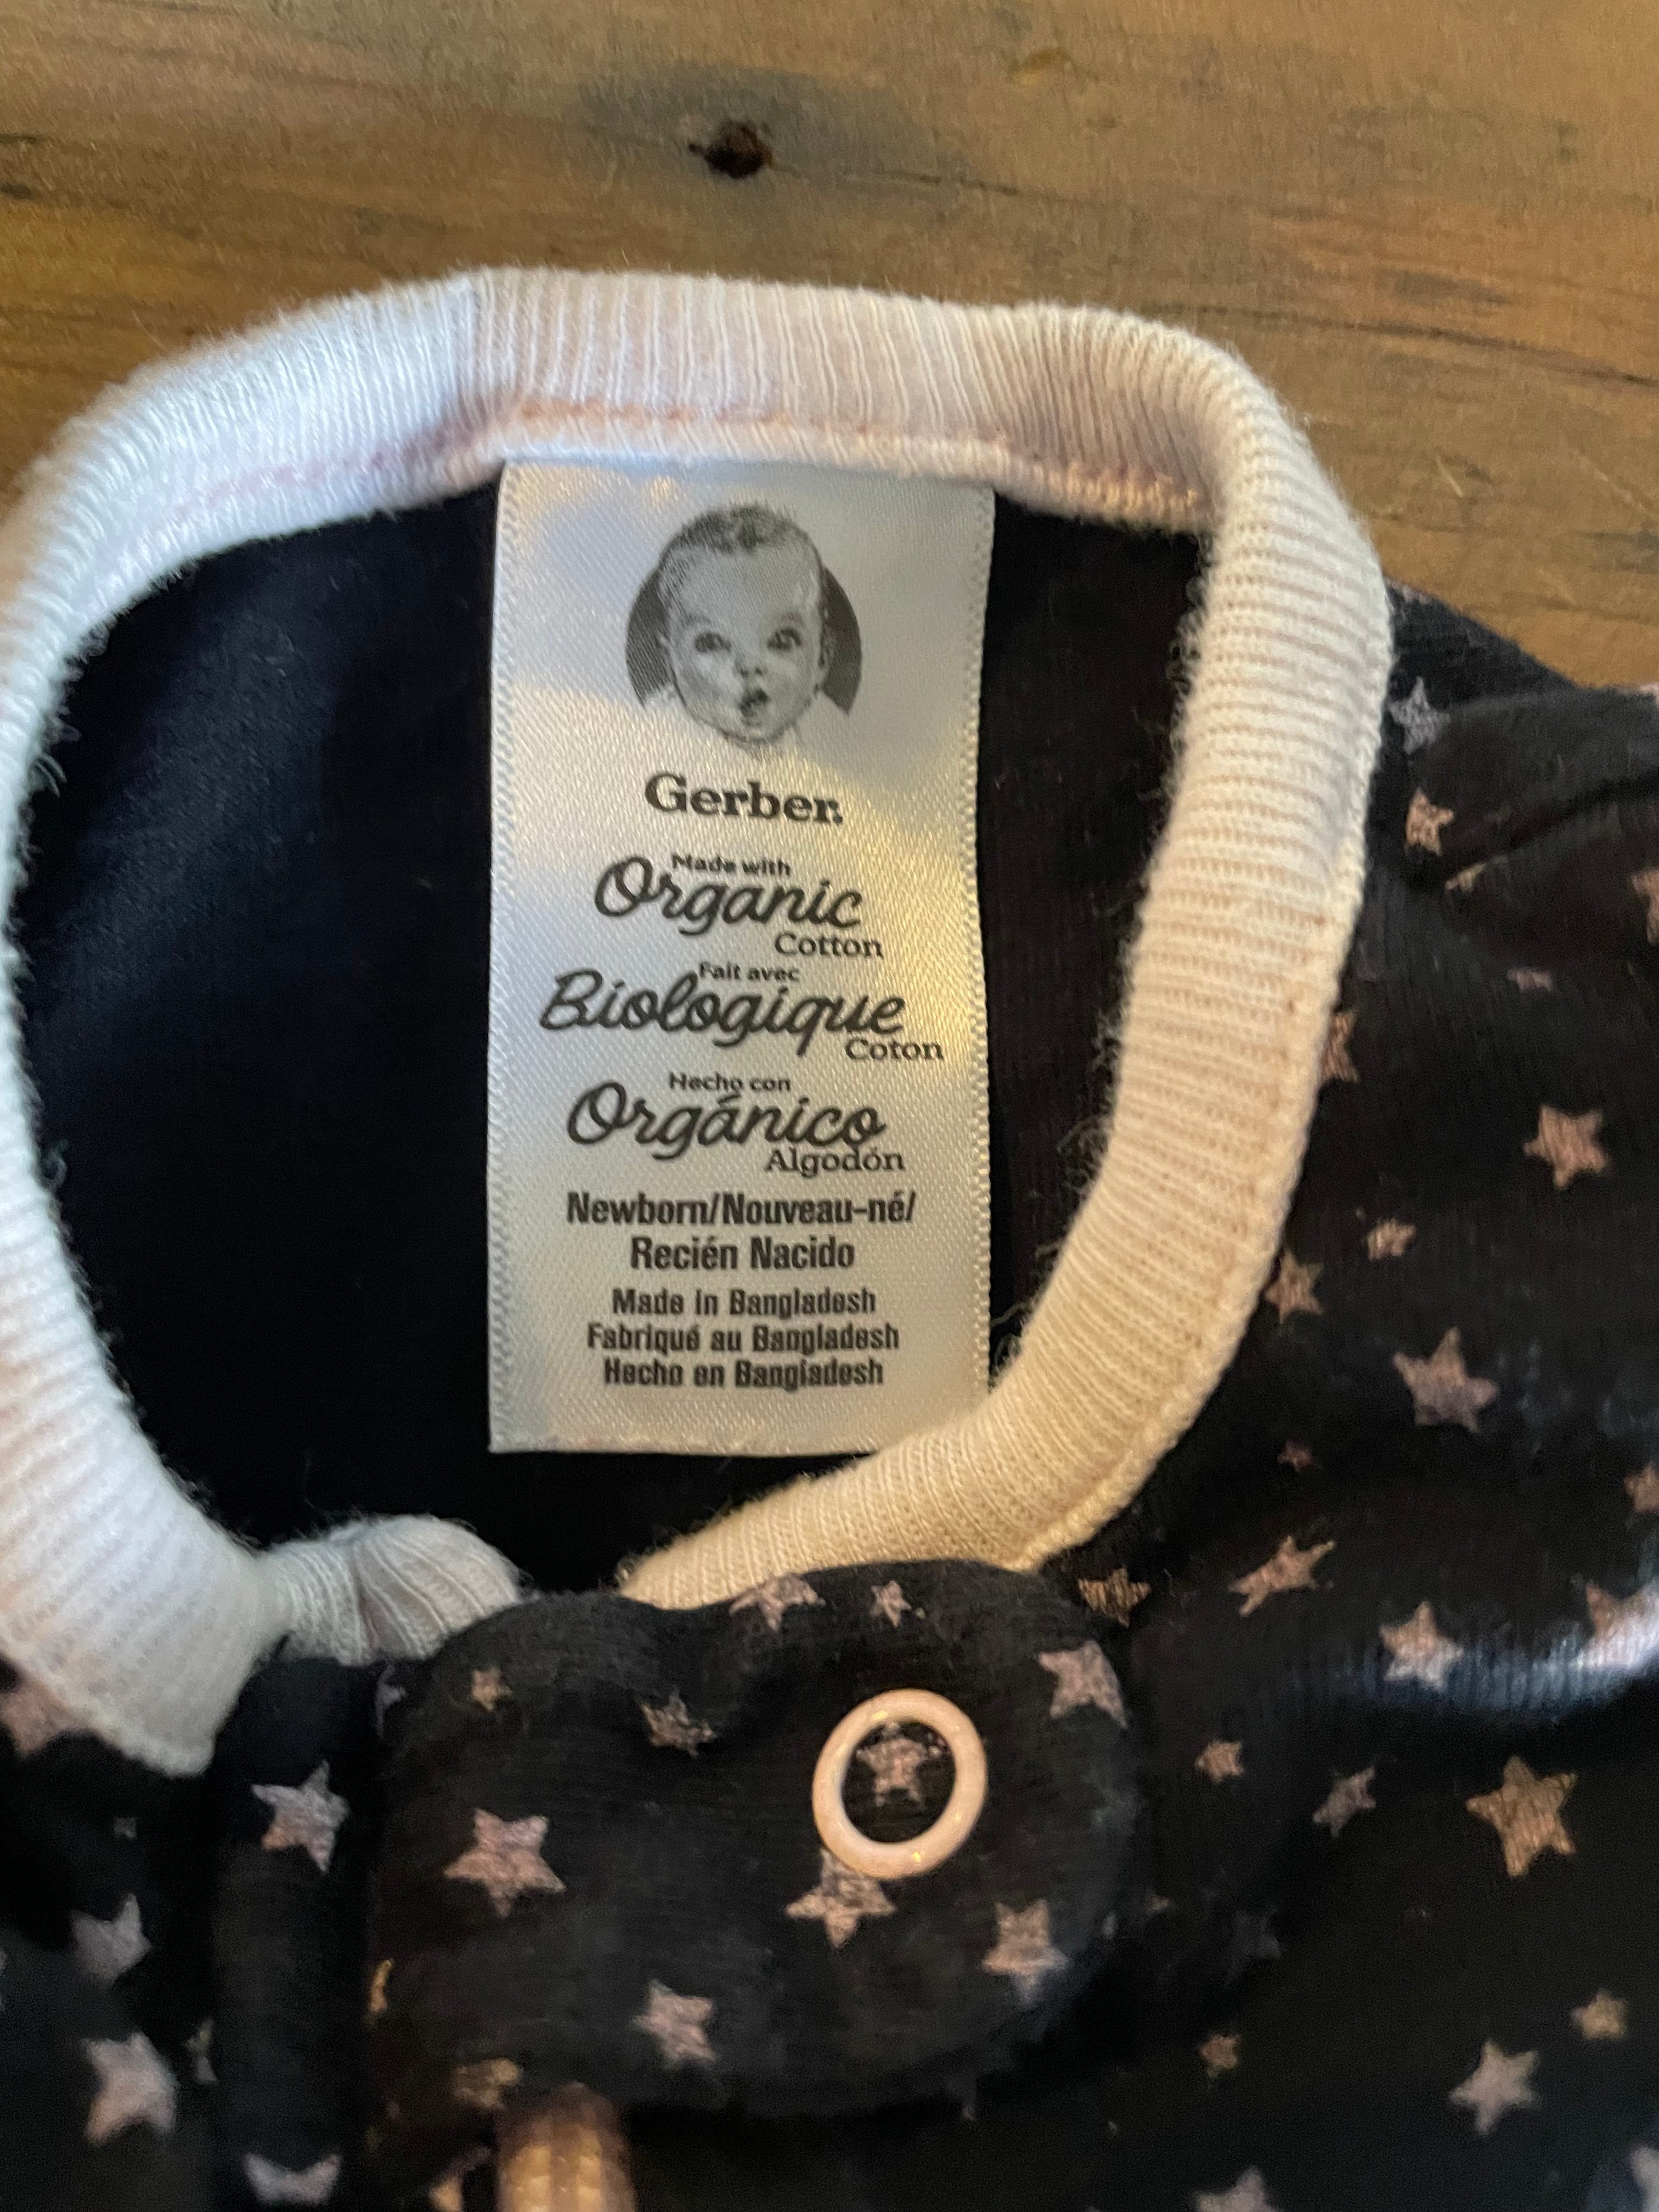 Gerber.
Made with
Organic
Cotton
Fait avec
Biologique
Coton
Hecho con
Orgánico
Algodón
Newborn/Nouveau-né/
Recién Nacido
Made in Bangladesh
Fabriqué au Bangladesh
Hecho en Bangladesh